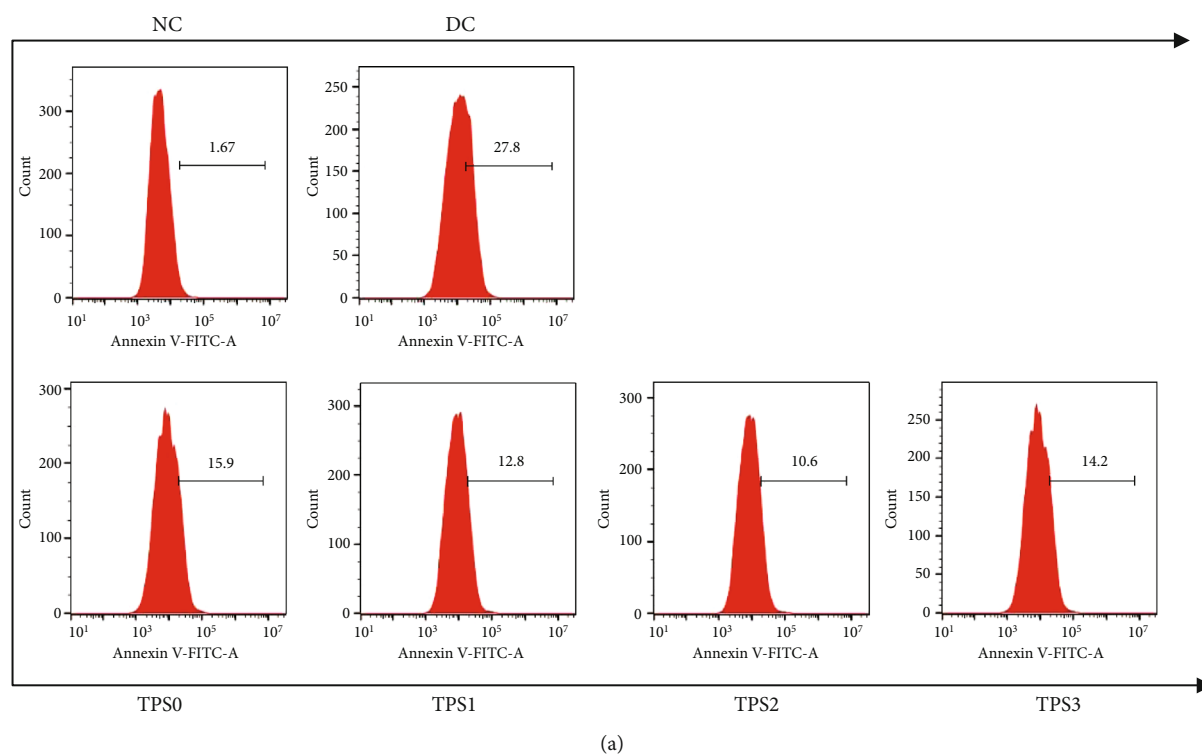 NC
DC
300
200
100
0
Count
1.67
10¹ 10³ 10⁵ 10⁷
Annexin V-FITC-A
250
200
150
100
50
0
Count
27.8
10¹ 10³ 10⁵ 10⁷
Annexin V-FITC-A
300
200
100
0
Count
15.9
10¹ 10³ 10⁵ 10⁷
Annexin V-FITC-A
300
200
100
0
Count
12.8
10¹ 10³ 10⁵ 10⁷
Annexin V-FITC-A
300
200
100
0
Count
10.6
10¹ 10³ 10⁵ 10⁷
Annexin V-FITC-A
250
200
150
100
50
0
Count
14.2
10¹ 10³ 10⁵ 10⁷
Annexin V-FITC-A
TPS0
TPS1
TPS2
TPS3
(a)